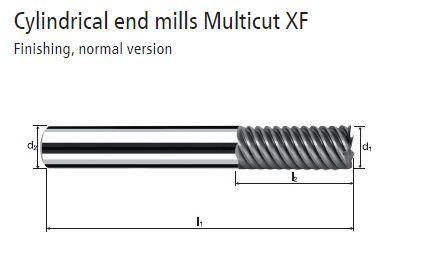 Cylindrical end mills Multicut XF
Finishing, normal version
d₂
d₁
l₂
l₁